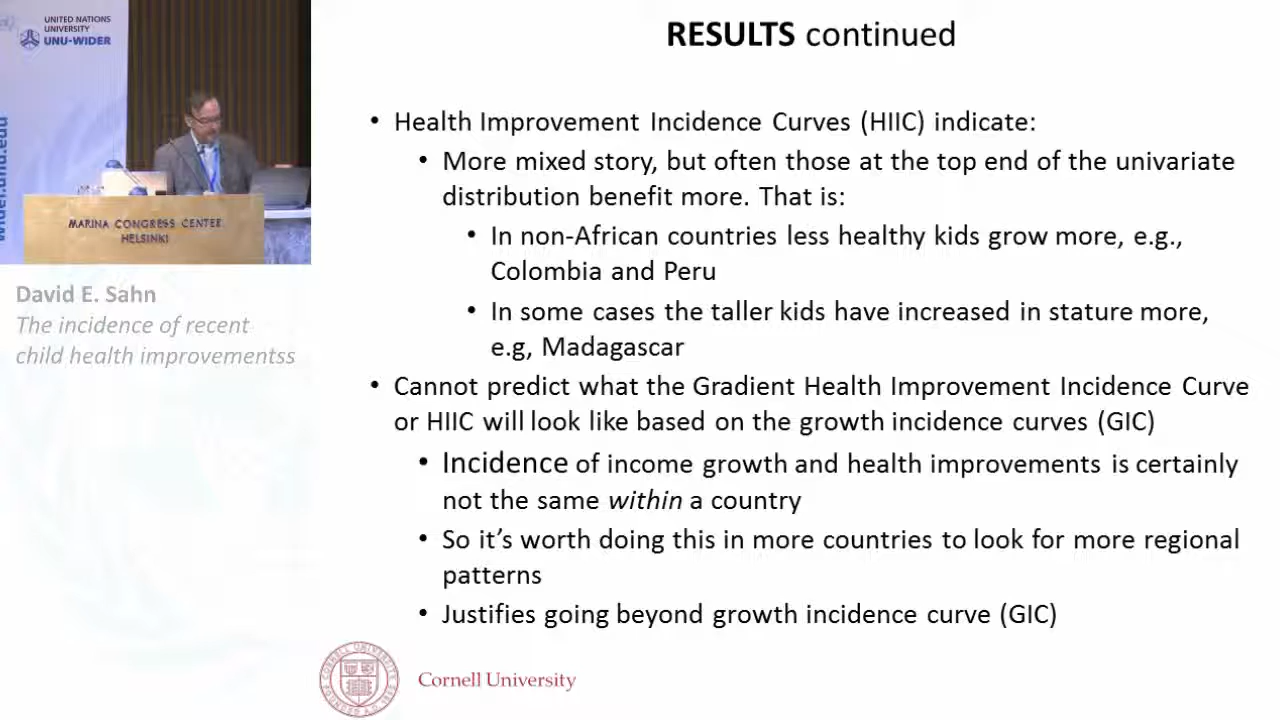 UNITED NATIONS
UNIVERSITY
UNU-WIDER
wider.unu.edu
MARINA CONGRESS CENTER
HELSINKI
David E. Sahn
The incidence of recent
child health improvementss
RESULTS continued
• Health Improvement Incidence Curves (HIIC) indicate:
• More mixed story, but often those at the top end of the univariate
distribution benefit more. That is:
• In non-African countries less healthy kids grow more, e.g.,
Colombia and Peru
• In some cases the taller kids have increased in stature more,
e.g, Madagascar
• Cannot predict what the Gradient Health Improvement Incidence Curve
or HIIC will look like based on the growth incidence curves (GIC)
• Incidence of income growth and health improvements is certainly
not the same within a country
• So it’s worth doing this in more countries to look for more regional
patterns
• Justifies going beyond growth incidence curve (GIC)
Cornell University